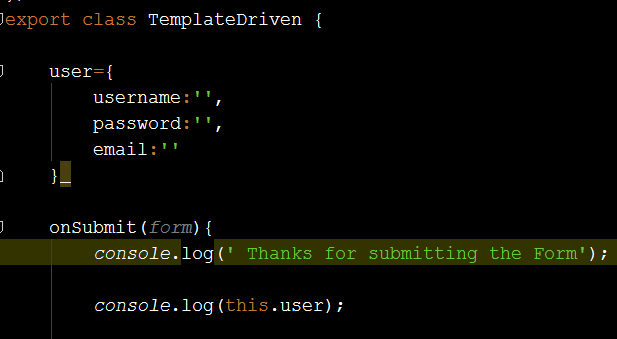 export class TemplateDriven {
user={
username:'',
password:'',
email:''
}
onSubmit(form){
console.log(' Thanks for submitting the Form');
console.log(this.user);